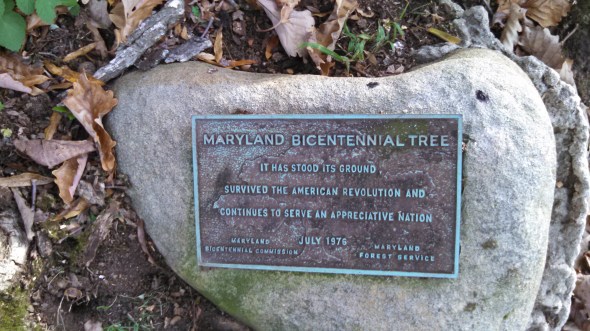 MARYLAND BICENTENNIAL TREE
IT HAS STOOD ITS GROUND
SURVIVED THE AMERICAN REVOLUTION AND
CONTINUES TO SERVE AN APPRECIATIVE NATION
JULY 1976
MARYLAND
BICENTENNIAL COMMISSION
MARYLAND
FOREST SERVICE